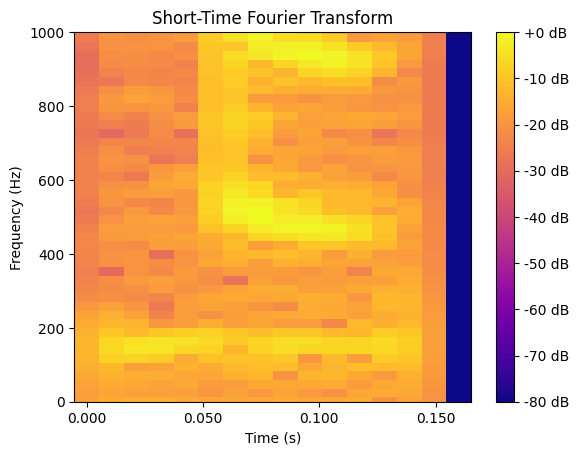 Short-Time Fourier Transform
1000
800
600
400
200
0
Frequency (Hz)
0.000
0.050
0.100
0.150
Time (s)
+0 dB
-10 dB
-20 dB
-30 dB
-40 dB
-50 dB
-60 dB
-70 dB
-80 dB